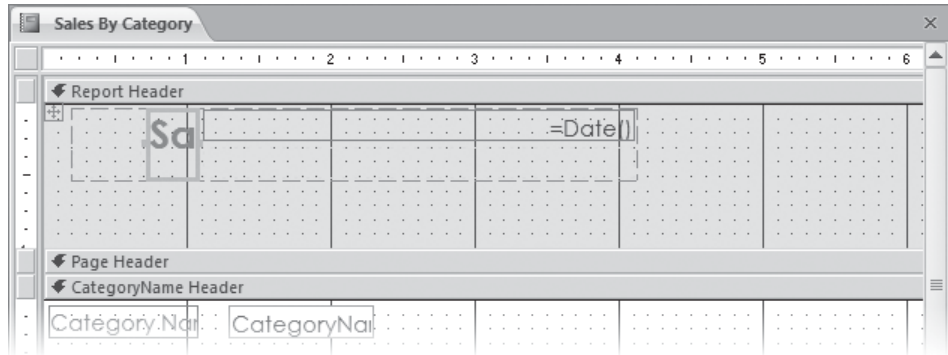 Sales By Category
1 2 3 4 5 6
Report Header
Sa =Date()
Page Header
CategoryName Header
Category Nar CategoryNai